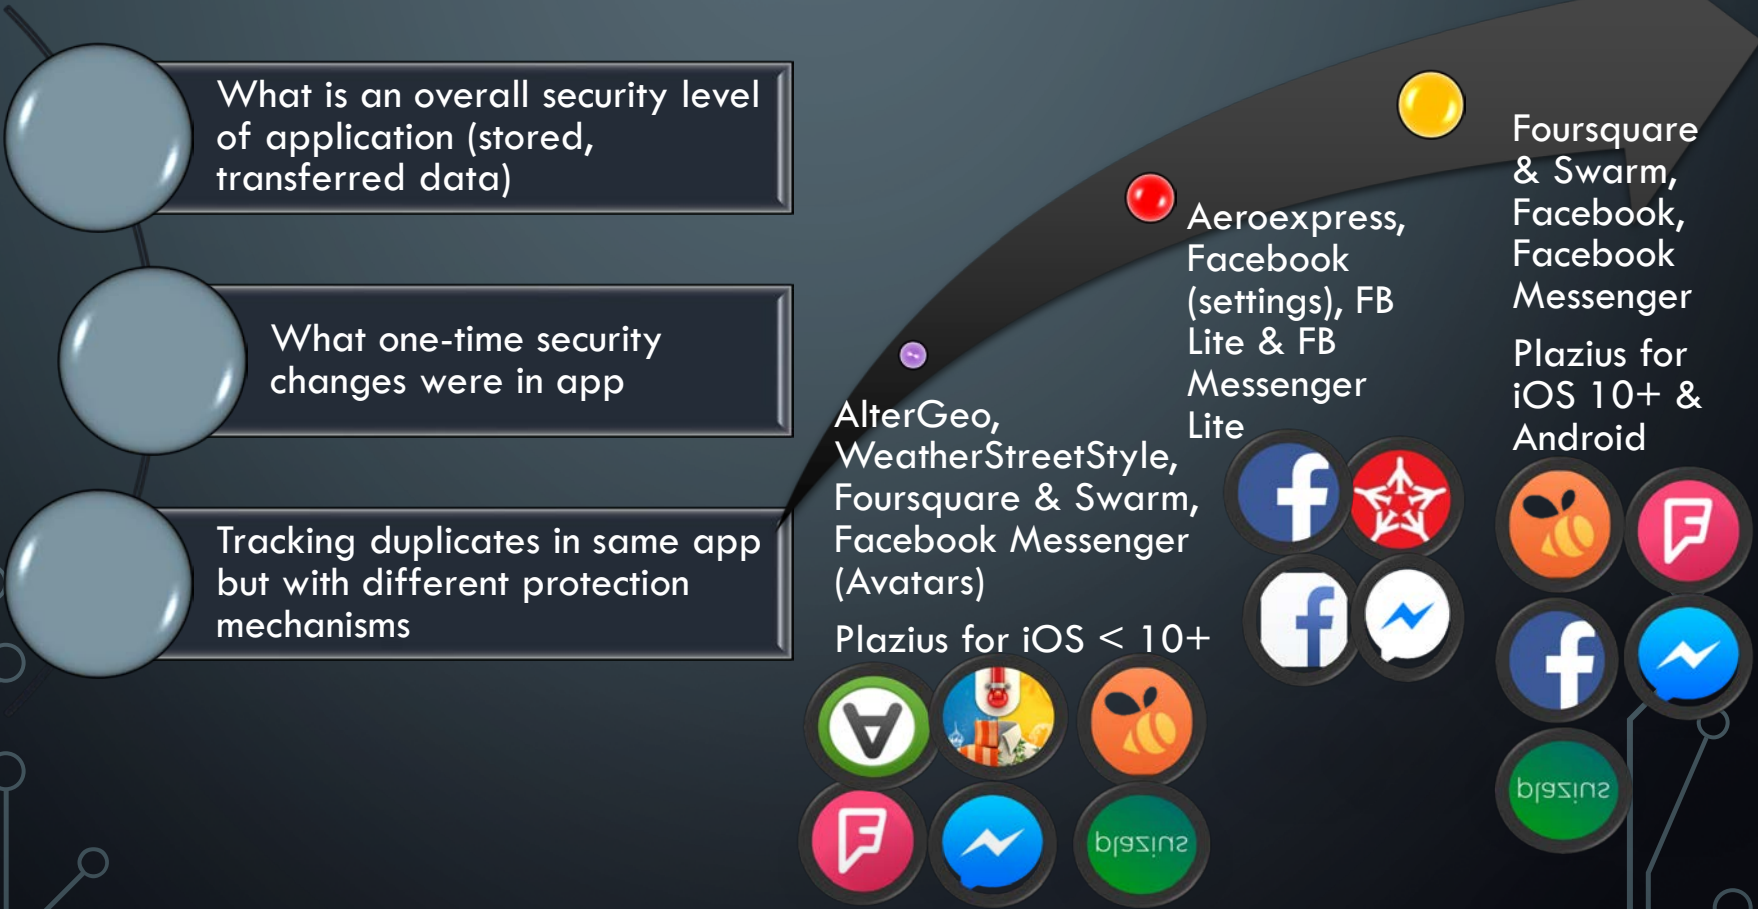 What is an overall security level
of application (stored,
transferred data)
What one-time security
changes were in app
Tracking duplicates in same app
but with different protection
mechanisms
AlterGeo,
WeatherStreetStyle,
Foursquare & Swarm,
Facebook Messenger
(Avatars)
Plazius for iOS < 10+
plazius
Aeroexpress,
Facebook
(settings), FB
Lite & FB
Messenger
Lite
Foursquare
& Swarm,
Facebook,
Facebook
Messenger
Plazius for
iOS 10+ &
Android
plazius